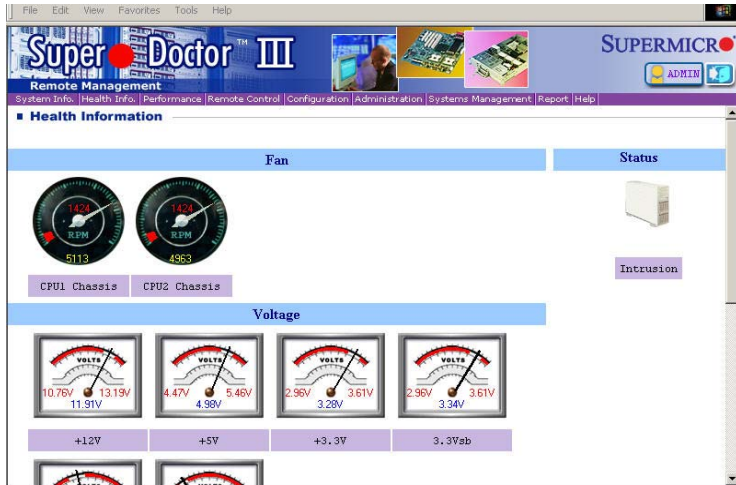 File Edit View Favorites Tools Help
Super Doctor™ III
SUPERMICRO
Remote Management
ADMIN
System Info. Health Info. Performance Remote Control Configuration Administration Systems Management Report Help
Health Information
Fan
Status
1424
RPM
5113
1424
RPM
4963
CPU1 Chassis
CPU2 Chassis
Intrusion
Voltage
VOLTS
10.76V 13.19V
11.91V
VOLTS
4.47V 5.46V
4.98V
VOLTS
2.96V 3.61V
3.28V
VOLTS
2.96V 3.61V
3.34V
+12V
+5V
+3.3V
3.3Vsb